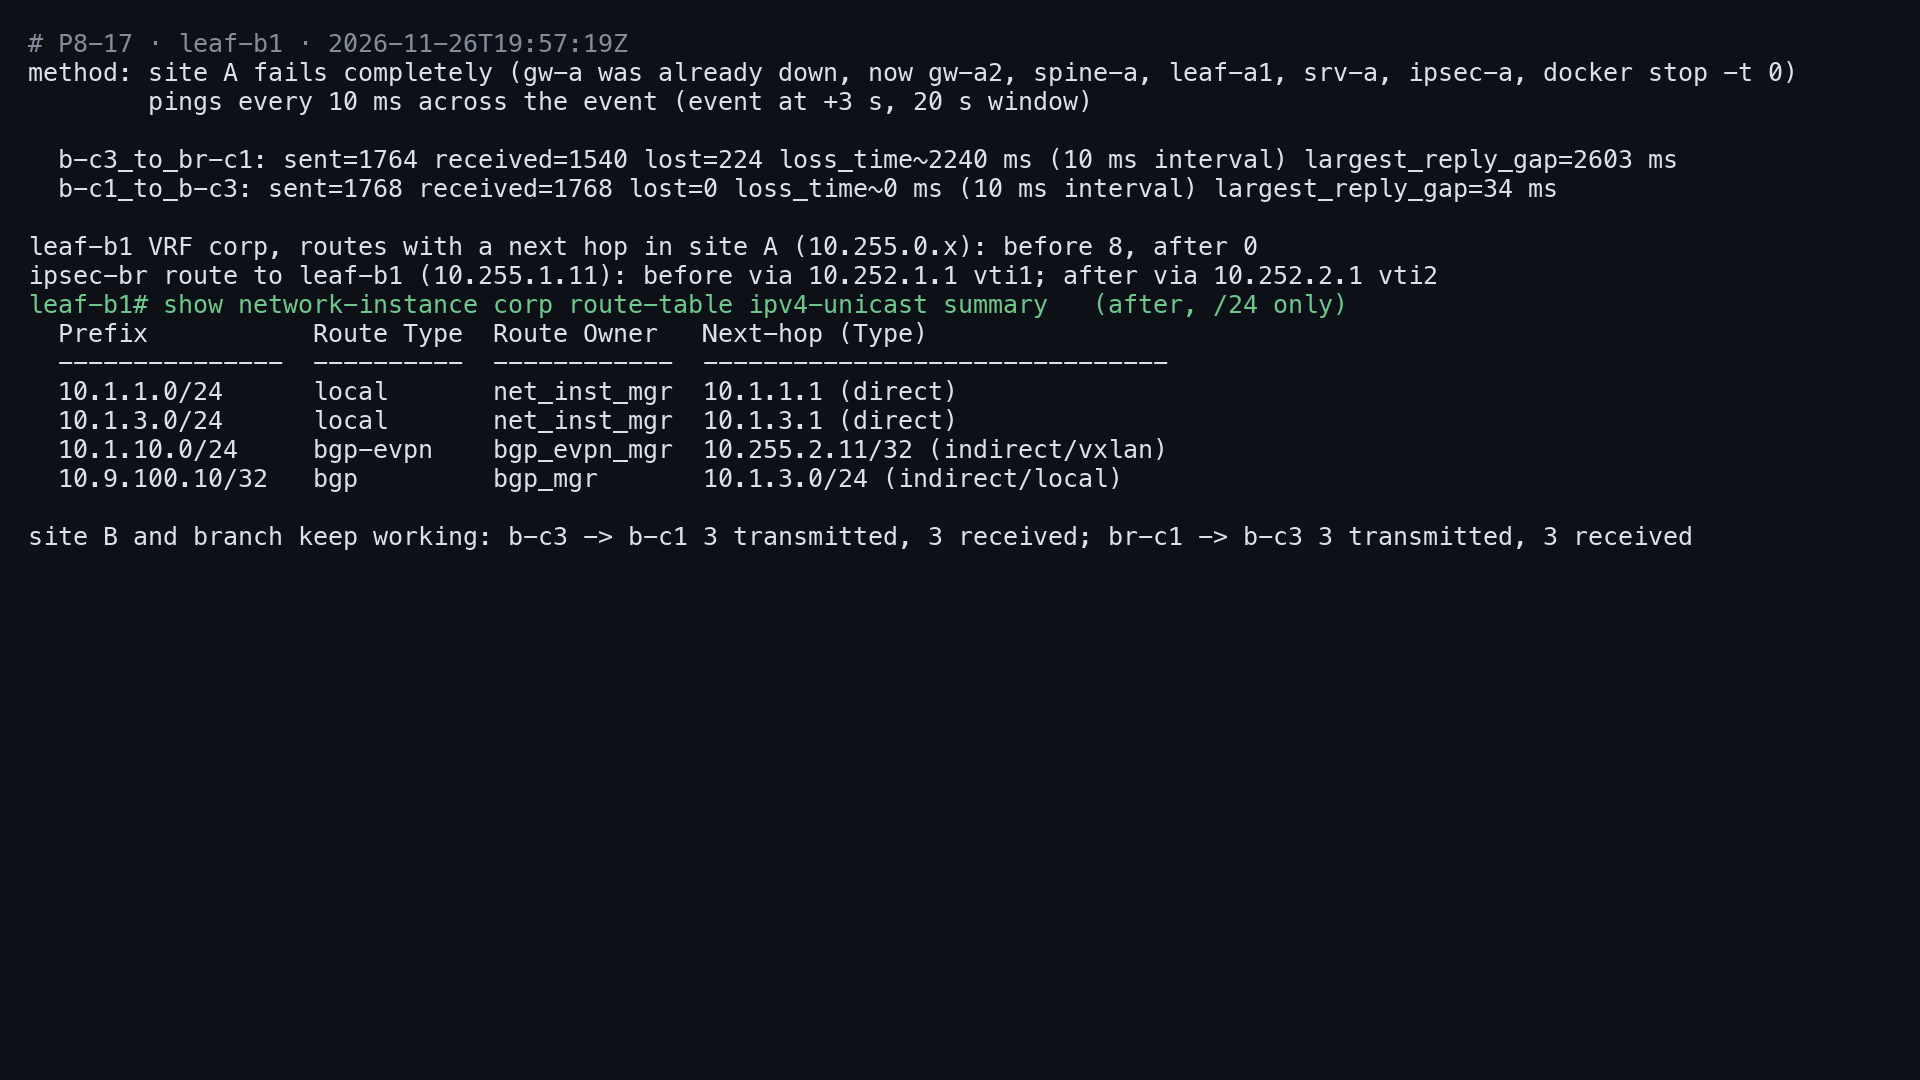 # P8-17 · leaf-b1 · 2026-11-26T19:57:19Z
method: site A fails completely (gw-a was already down, now gw-a2, spine-a, leaf-a1, srv-a, ipsec-a, docker stop -t 0)
        pings every 10 ms across the event (event at +3 s, 20 s window)

  b-c3_to_br-c1: sent=1764 received=1540 lost=224 loss_time~2240 ms (10 ms interval) largest_reply_gap=2603 ms
  b-c1_to_b-c3: sent=1768 received=1768 lost=0 loss_time~0 ms (10 ms interval) largest_reply_gap=34 ms

leaf-b1 VRF corp, routes with a next hop in site A (10.255.0.x): before 8, after 0
ipsec-br route to leaf-b1 (10.255.1.11): before via 10.252.1.1 vti1; after via 10.252.2.1 vti2
leaf-b1# show network-instance corp route-table ipv4-unicast summary   (after, /24 only)
  Prefix           Route Type  Route Owner   Next-hop (Type)
  ---------------  ----------  ------------  -------------------------------
  10.1.1.0/24      local       net_inst_mgr  10.1.1.1 (direct)
  10.1.3.0/24      local       net_inst_mgr  10.1.3.1 (direct)
  10.1.10.0/24     bgp-evpn    bgp_evpn_mgr  10.255.2.11/32 (indirect/vxlan)
  10.9.100.10/32   bgp         bgp_mgr       10.1.3.0/24 (indirect/local)

site B and branch keep working: b-c3 -> b-c1 3 transmitted, 3 received; br-c1 -> b-c3 3 transmitted, 3 received